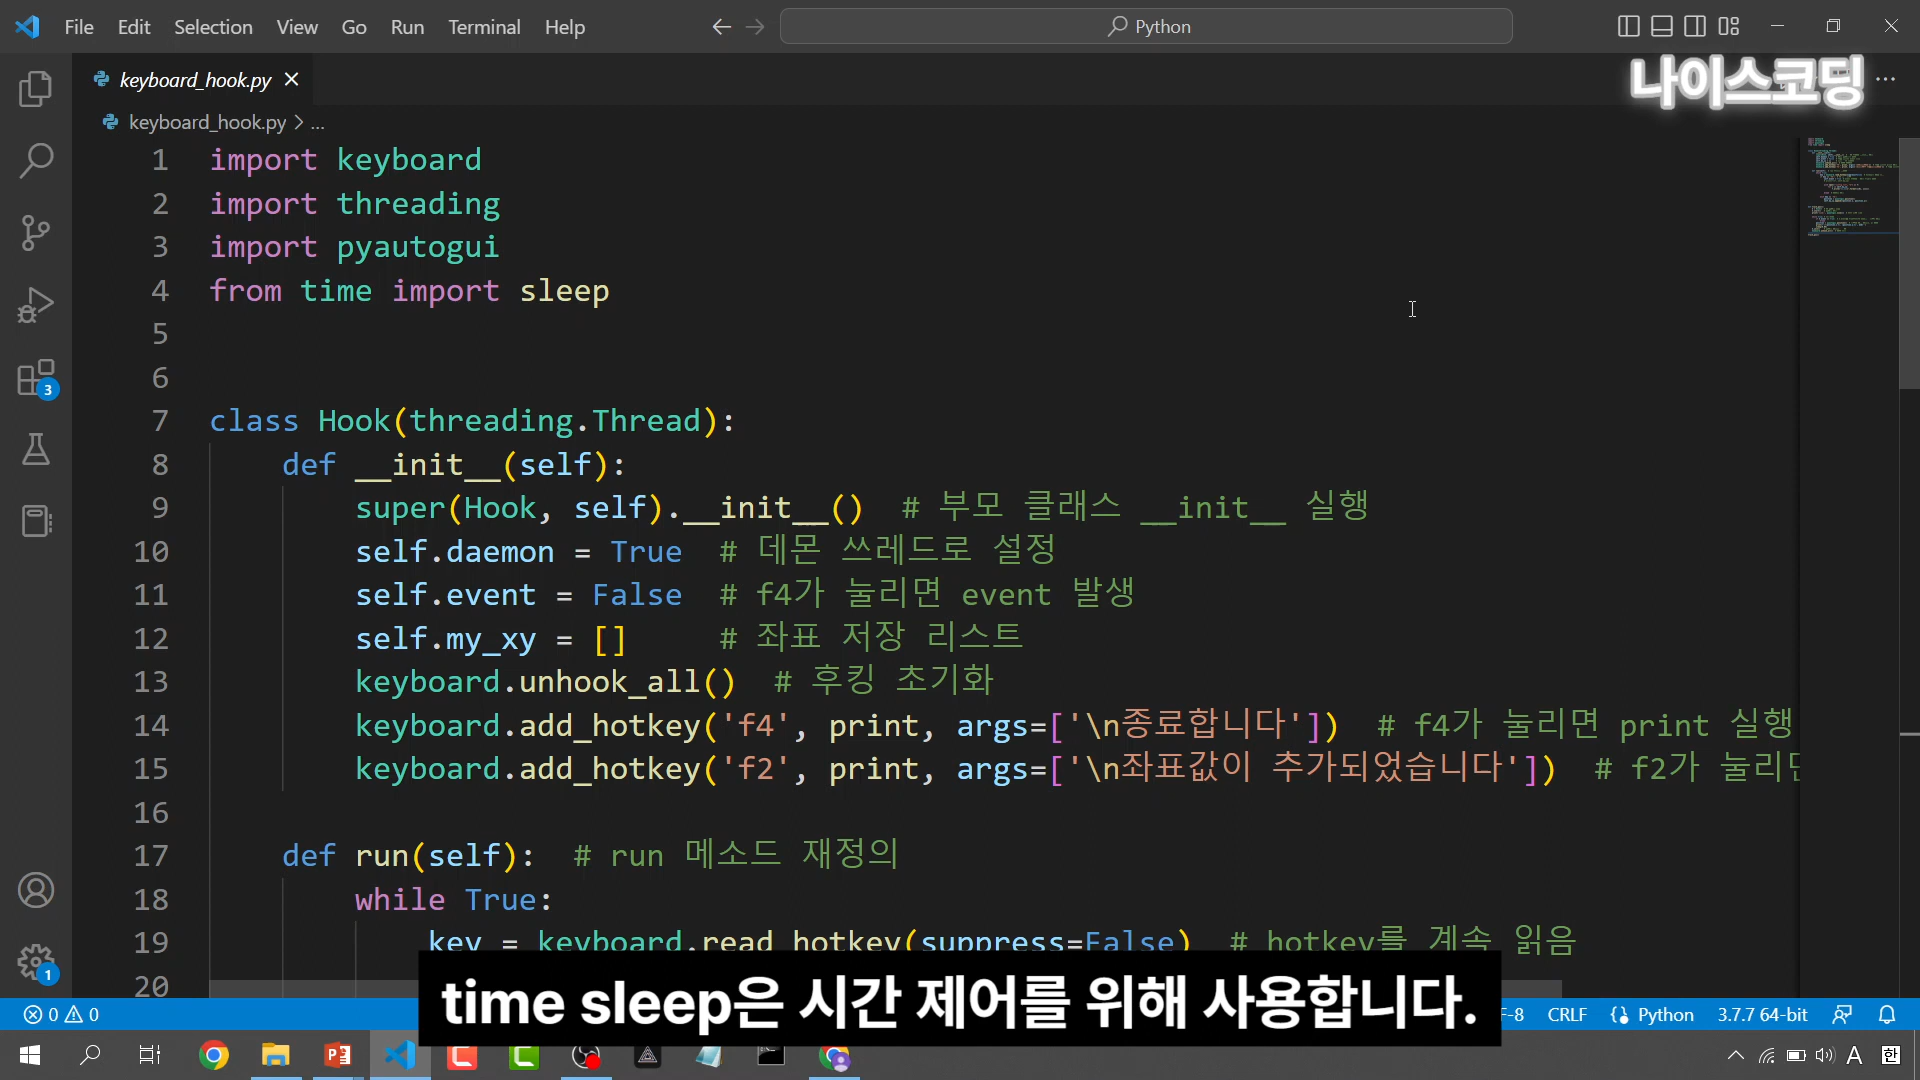 File Edit Selection View Go Run Terminal Help
Python
keyboard_hook.py
나이스코딩
keyboard_hook.py > ...
1 import keyboard
2 import threading
3 import pyautogui
4 from time import sleep
5
6
7 class Hook(threading.Thread):
8 def __init__(self):
9 super(Hook, self).__init__() # 부모 클래스 __init__ 실행
10 self.daemon = True # 데몬 쓰레드로 설정
11 self.event = False # f4가 눌리면 event 발생
12 self.my_xy = [] # 좌표 저장 리스트
13 keyboard.unhook_all() # 후킹 초기화
14 keyboard.add_hotkey('f4', print, args=['\n종료합니다']) # f4가 눌리면 print 실행
15 keyboard.add_hotkey('f2', print, args=['\n좌표값이 추가되었습니다']) # f2가 눌리면
16
17 def run(self): # run 메소드 재정의
18 while True:
19 key = keyboard.read_hotkey(suppress=False) # hotkey를 계속 읽음
20
3
1
time sleep은 시간 제어를 위해 사용합니다.
0 0
F-8 CRLF Python 3.7.7 64-bit
A 한